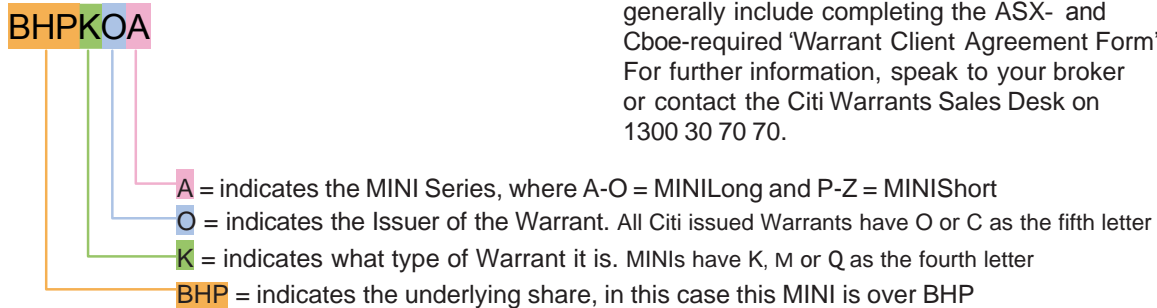 BHPKOA
generally include completing the ASX- and
Cboe-required ‘Warrant Client Agreement Form’
For further information, speak to your broker
or contact the Citi Warrants Sales Desk on
1300 30 70 70.
A = indicates the MINI Series, where A-O = MINILong and P-Z = MINIShort
O = indicates the Issuer of the Warrant. All Citi issued Warrants have O or C as the fifth letter
K = indicates what type of Warrant it is. MINIs have K, M or Q as the fourth letter
BHP = indicates the underlying share, in this case this MINI is over BHP